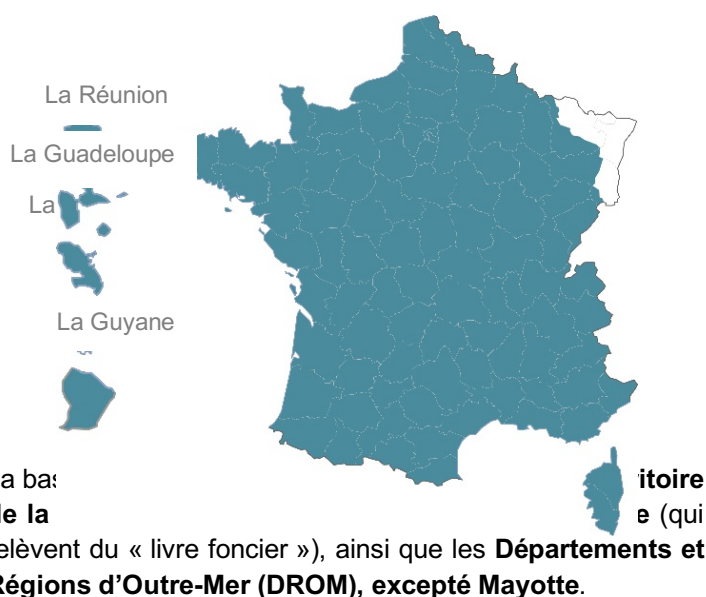 La Réunion
La Guadeloupe
La
La Guyane
a bas itoire
de la e (qui
elèvent du « livre foncier »), ainsi que les Départements et
Régions d'Outre-Mer (DROM), excepté Mayotte.